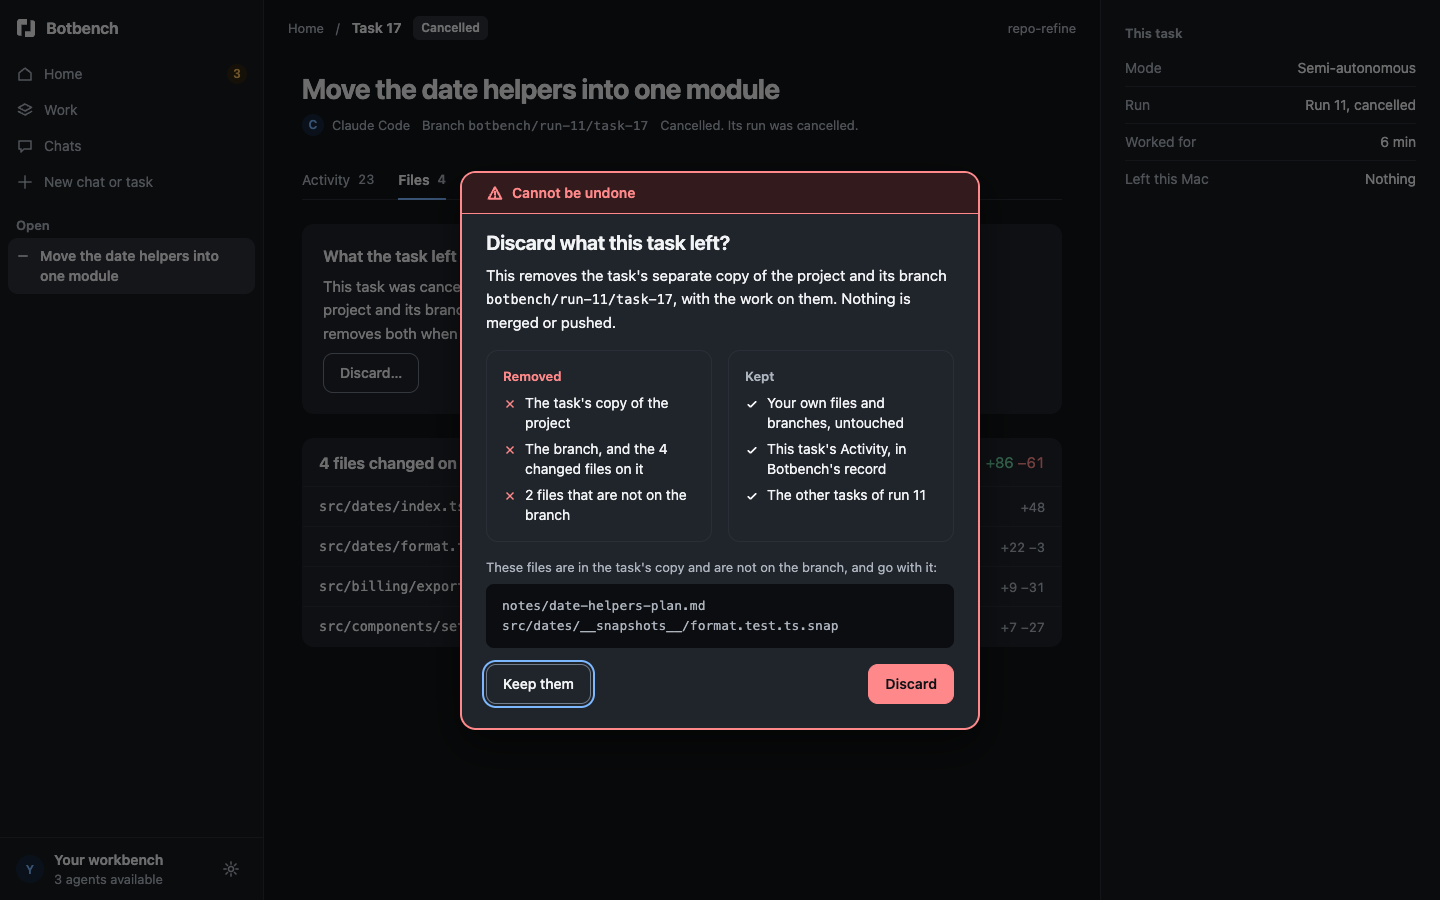 Botbench
Home
3
Work
Chats
New chat or task
Open
Move the date helpers into
one module
Your workbench
3 agents available
Y
Home / Task 17 Cancelled
repo-refine
Move the date helpers into one module
C Claude Code Branch botbench/run-11/task-17 Cancelled. Its run was cancelled.
Activity 23 Files 4
What the task left
This task was cance
project and its branc
removes both when
Discard...
4 files changed on
+86 −61
src/dates/index.ts
+48
src/dates/format.
+22 −3
src/billing/export
+9 −31
src/components/se
+7 −27
Cannot be undone
Discard what this task left?
This removes the task's separate copy of the project and its branch
botbench/run-11/task-17, with the work on them. Nothing is
merged or pushed.
Removed
The task's copy of the
project
The branch, and the 4
changed files on it
2 files that are not on the
branch
Kept
Your own files and
branches, untouched
This task's Activity, in
Botbench's record
The other tasks of run 11
These files are in the task's copy and are not on the branch, and go with it:
notes/date-helpers-plan.md
src/dates/__snapshots__/format.test.ts.snap
Keep them
Discard
This task
Mode Semi-autonomous
Run Run 11, cancelled
Worked for 6 min
Left this Mac Nothing